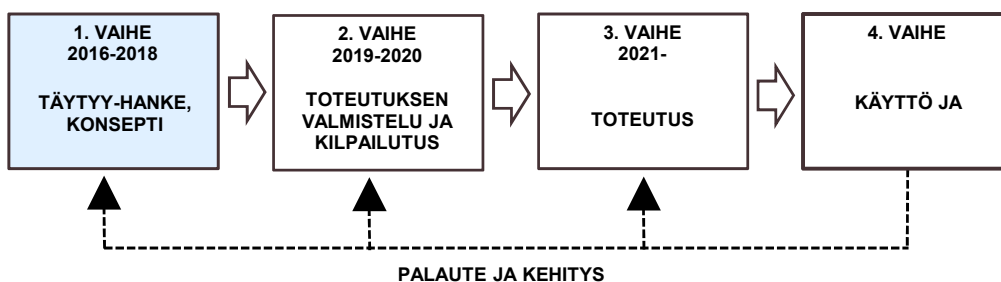 1. VAIHE
2016-2018
TÄYTYY-HANKE,
KONSEPTI
2. VAIHE
2019-2020
TOTEUTUKSEN
VALMISTELU JA
KILPAILUTUS
3. VAIHE
2021-
TOTEUTUS
4. VAIHE
KÄYTTÖ JA
PALAUTE JA KEHITYS